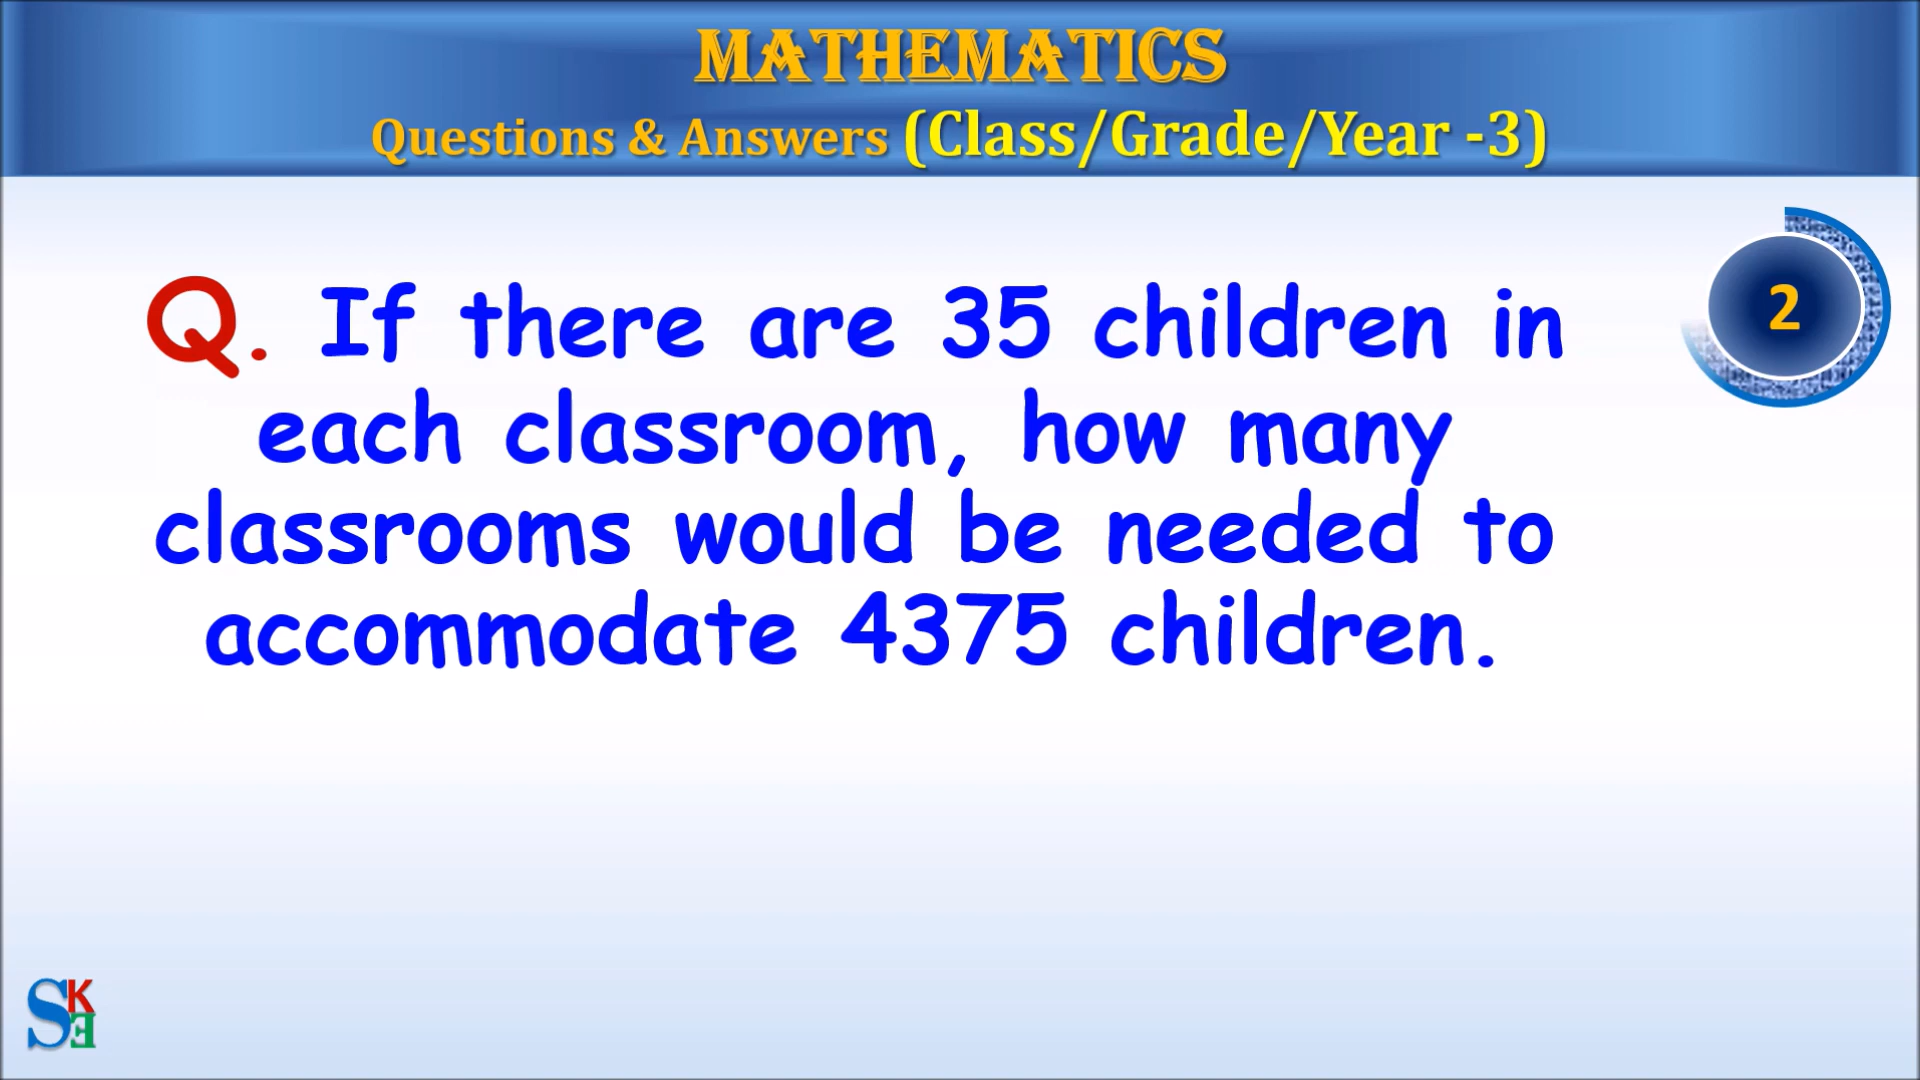 MATHEMATICS
Questions & Answers (Class/Grade/Year -3)
2
Q. If there are 35 children in
each classroom, how many
classrooms would be needed to
accommodate 4375 children.
SKE